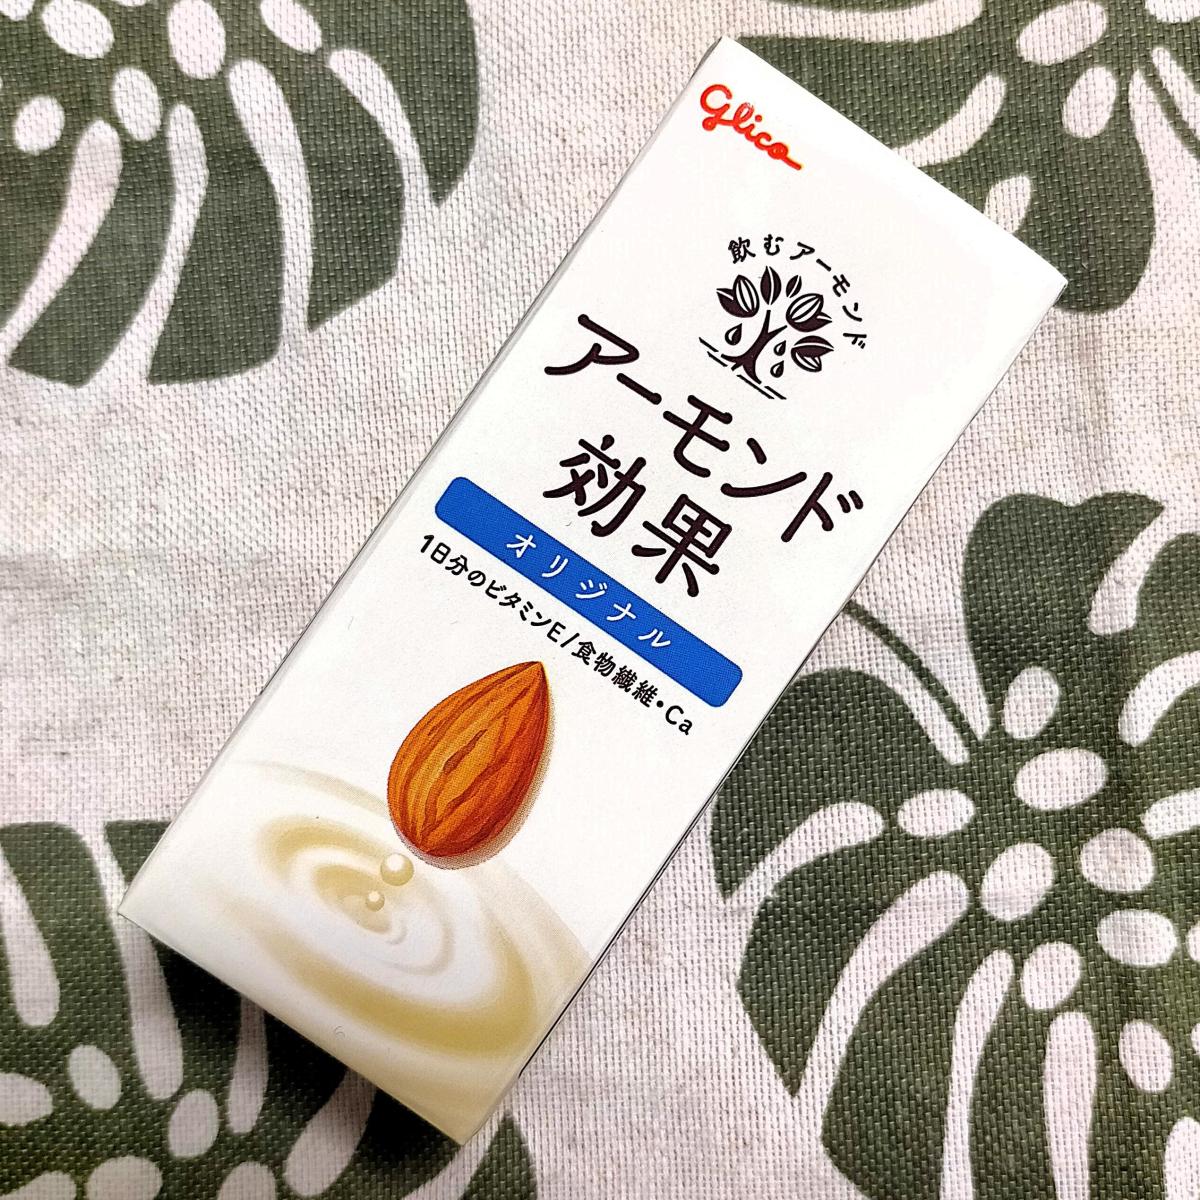 Glico
飲むアーモンド
アーモンド
効果
オリジナル
1日分のビタミンE/食物繊維・Ca